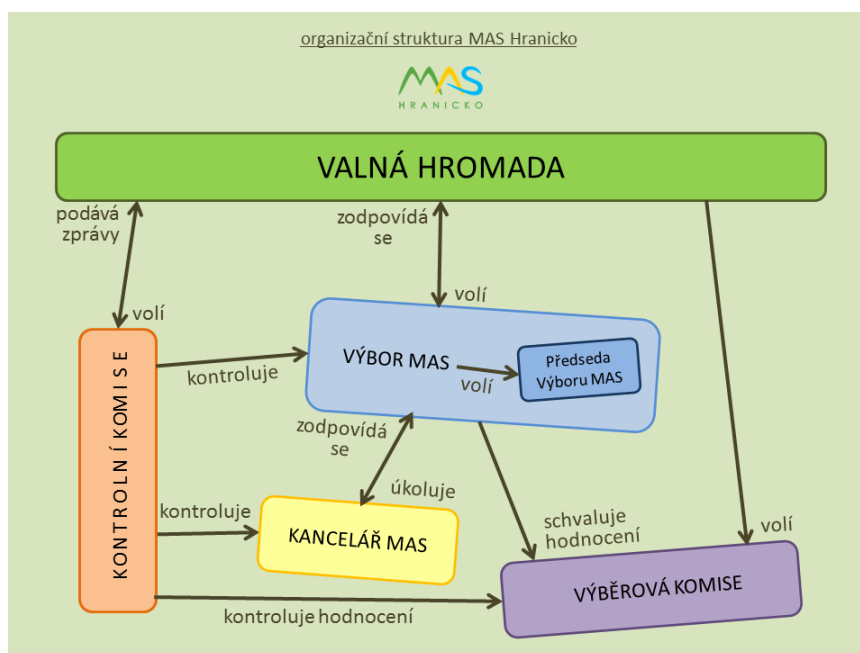 organizační struktura MAS Hranicko
MAS
HRANICKO
VALNÁ HROMADA
podává
zprávy
zodpovídá
se
volí
volí
KONTROLNÍ KOMISE
kontroluje
VÝBOR MAS
volí
Předseda
Výboru MAS
zodpovídá
se
úkoluje
kontroluje
KANCELÁŘ MAS
schvaluje
hodnocení
volí
VÝBĚROVÁ KOMISE
kontroluje hodnocení